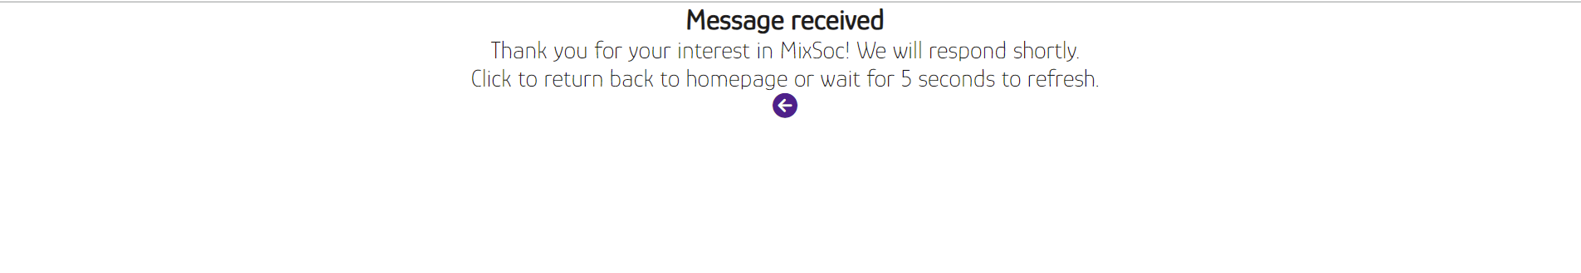 Message received
Thank you for your interest in MixSoc! We will respond shortly.
Click to return back to homepage or wait for 5 seconds to refresh.